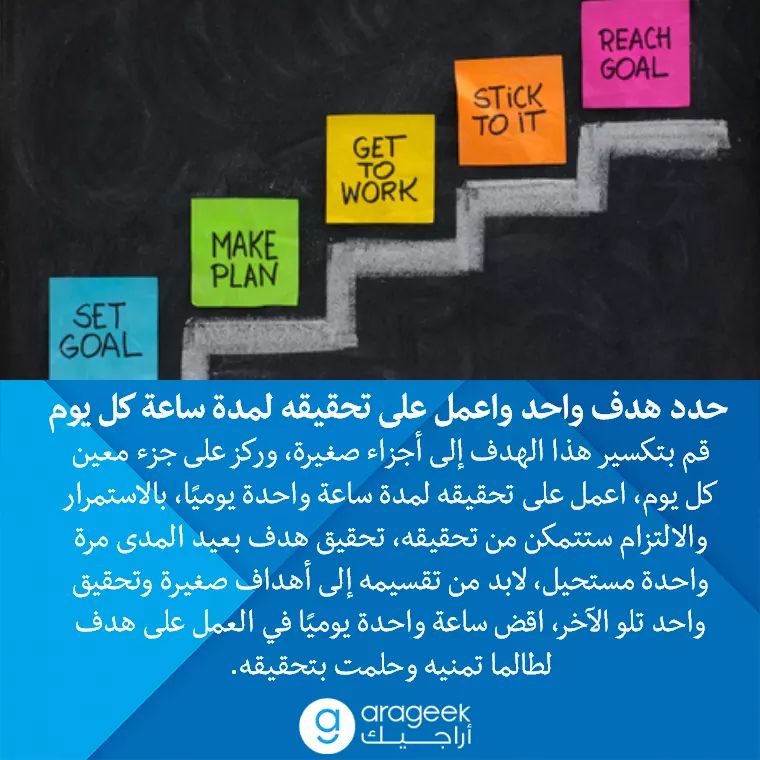 REACH
GOAL
STICK
TO IT
GET
TO
WORK
MAKE
PLAN
SET
GOAL
حدد هدف واحد واعمل على تحقيقه لمدة ساعة كل يوم
قم بتكسير هذا الهدف إلى أجزاء صغيرة، وركز على جزء معين
كل يوم، اعمل على تحقيقه لمدة ساعة واحدة يوميًا، بالاستمرار
والالتزام ستتمكن من تحقيقه، تحقيق هدف بعيد المدى مرة
واحدة مستحيل، لابد من تقسيمه إلى أهداف صغيرة وتحقيق
واحد تلو الآخر، اقض ساعة واحدة يوميًا في العمل على هدف
لطالما تمنيه وحلمت بتحقيقه.
arageek
أراجيك